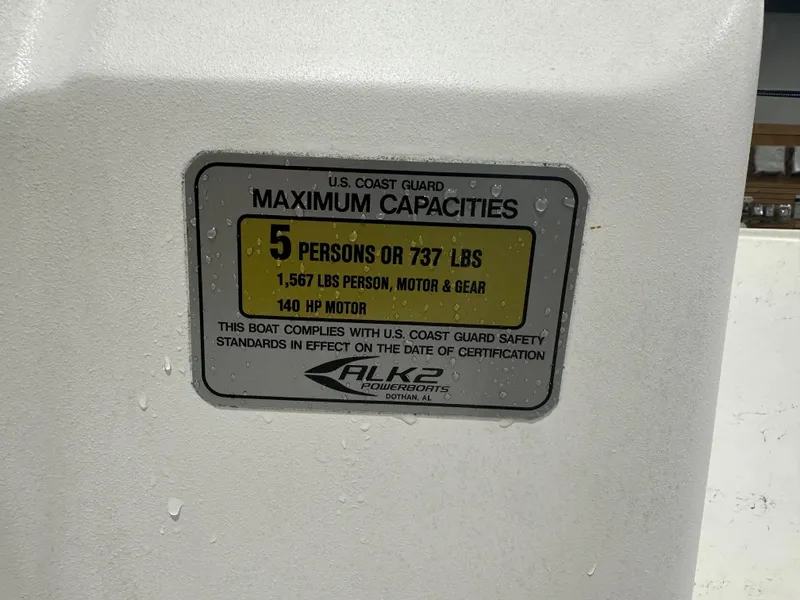 U.S. COAST GUARD
MAXIMUM CAPACITIES
5 PERSONS OR 737 LBS
1,567 LBS PERSON, MOTOR & GEAR
140 HP MOTOR
THIS BOAT COMPLIES WITH U.S. COAST GUARD SAFETY
STANDARDS IN EFFECT ON THE DATE OF CERTIFICATION
ALK2
POWERBOATS
DOTHAN, AL